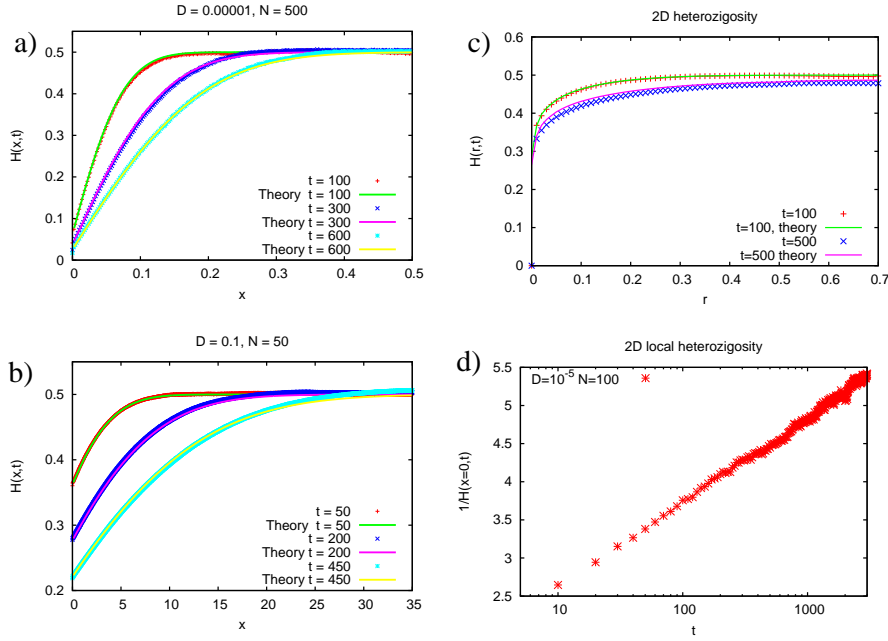 a)
D = 0.00001, N = 500
H(x,t)
0.5
0.4
0.3
0.2
0.1
0
0 0.1 0.2 0.3 0.4 0.5
x
t = 100
Theory t = 100
t = 300
Theory t = 300
t = 600
Theory t = 600
b)
D = 0.1, N = 50
H(x,t)
0.5
0.4
0.3
0.2
0 5 10 15 20 25 30 35
x
t = 50
Theory t = 50
t = 200
Theory t = 200
t = 450
Theory t = 450
c)
2D heterozigosity
H(r,t)
0.6
0.5
0.4
0.3
0.2
0.1
0
0 0.1 0.2 0.3 0.4 0.5 0.6 0.7
r
t=100
t=100, theory
t=500
t=500 theory
d)
2D local heterozigosity
D=10-5 N=100
1/H(x=0,t)
5.5
5
4.5
4
3.5
3
2.5
10 100 1000
t